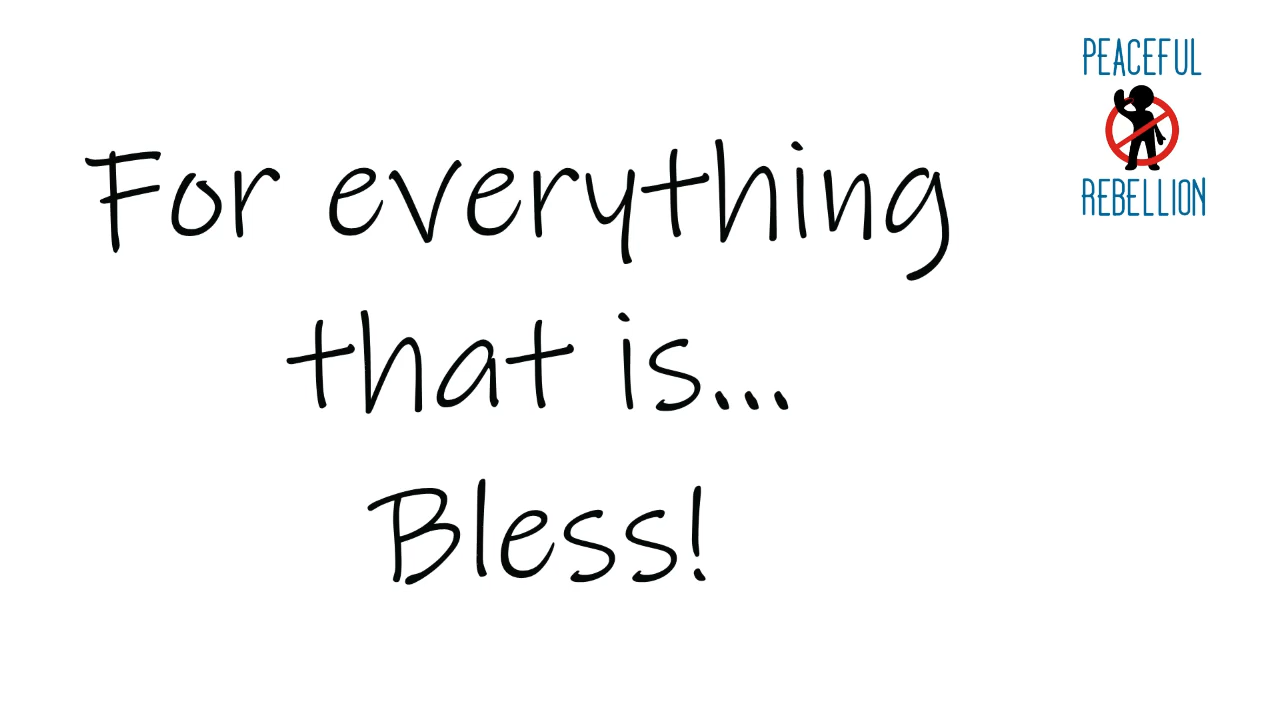 For everything
that is...
Bless!
PEACEFUL
REBELLION